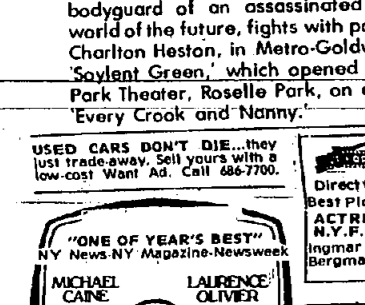 bodyguard of an assassinated
world of the future, fights with
Charlton Heston, in Metro-Goldw
'Soylent Green,' which opened
Park Theater, Roselle Park, on
'Every Crook and Nanny.'
USED CARS DON'T DIE...they
just trade-away. Sell yours with a
low-cost Want Ad. Call 686-7700.
"ONE OF YEAR'S BEST"
NY News-NY Magazine-Newsweek
MICHAEL LAURENCE
CAINE OLIVIER
Direct
Best Pi
ACTRE
N.Y.F.
Ingmar
Bergma